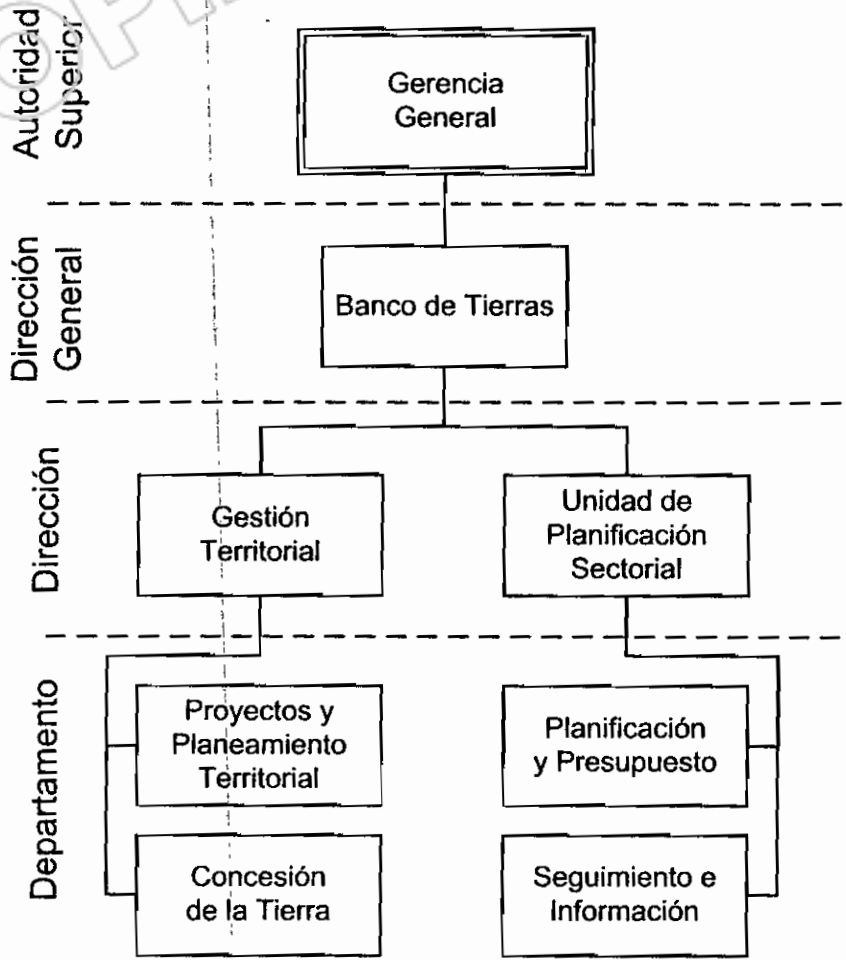 Autoridad
Superior
Gerencia
General
Dirección
General
Banco de Tierras
Dirección
Gestión
Territorial
Unidad de
Planificación
Sectorial
Departamento
Proyectos y
Planeamiento
Territorial
Planificación
y Presupuesto
Concesión
de la Tierra
Seguimiento e
Información